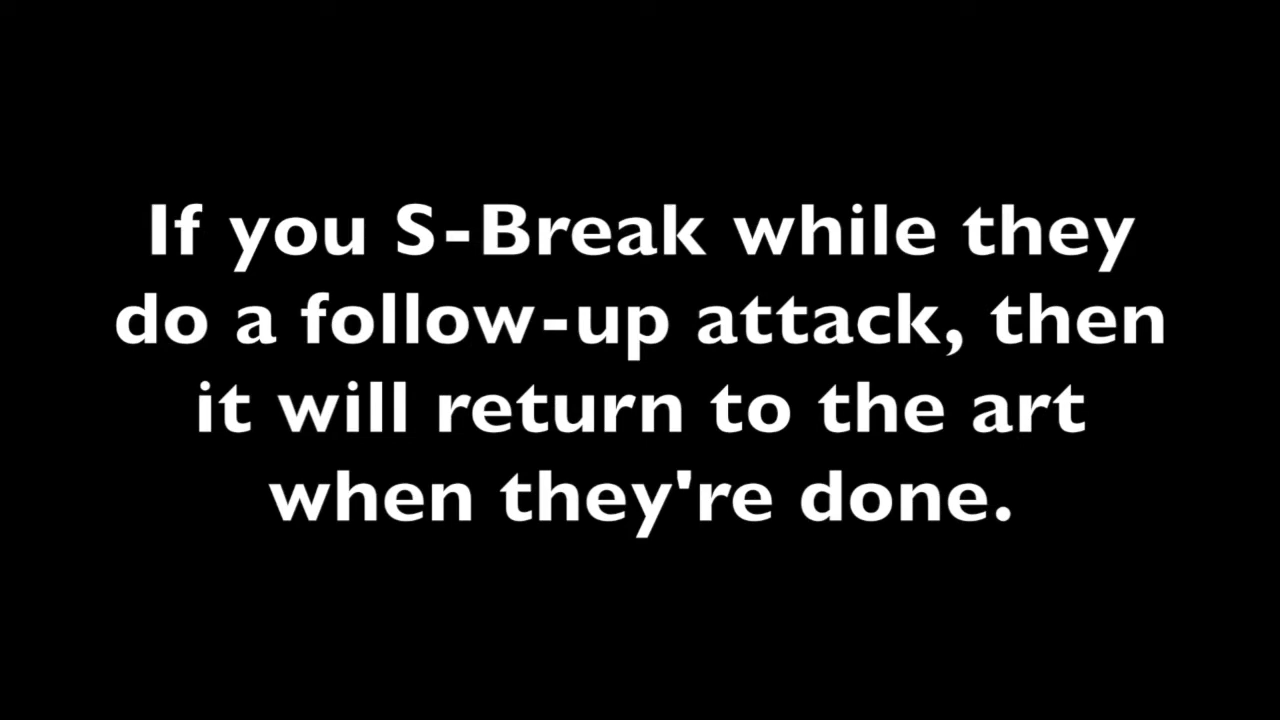 If you S-Break while they
do a follow-up attack, then
it will return to the art
when they're done.